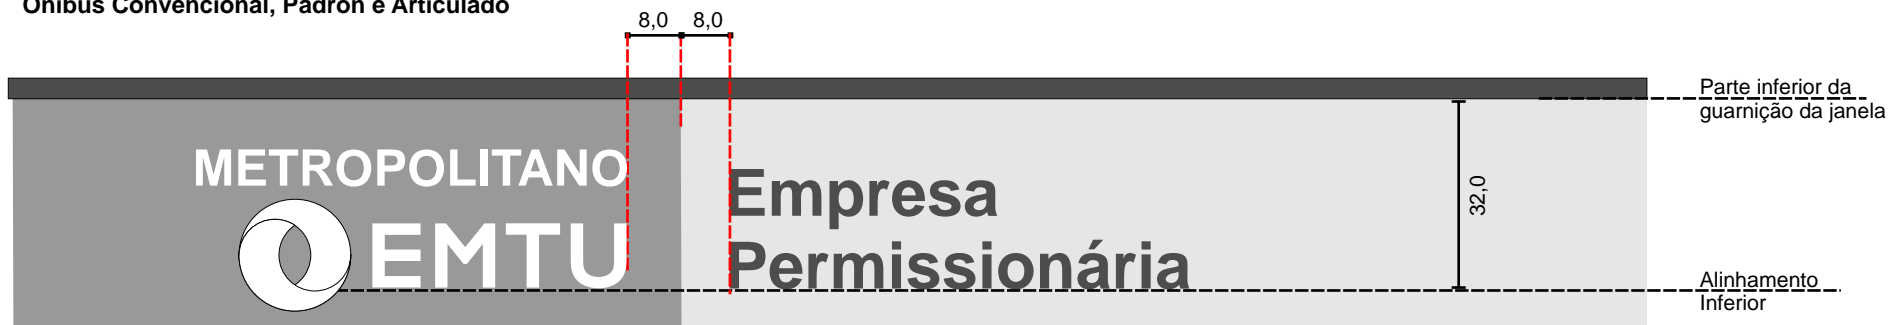 Ônibus Convencional, Padron e Articulado
8,0 8,0
Parte inferior da
guarnição da janela
METROPOLITANO
EMTU
Empresa
Permissionária
32,0
Alinhamento
Inferior